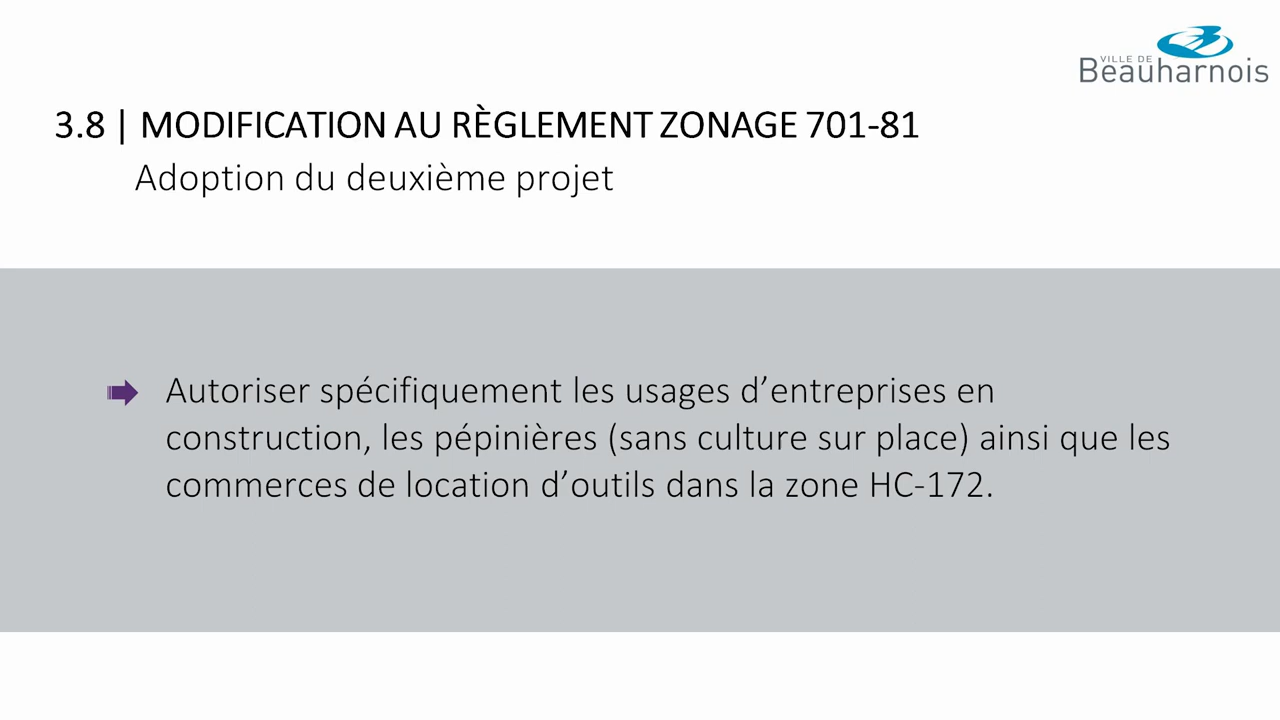 VILLE DE
Beauharnois
3.8 | MODIFICATION AU RÈGLEMENT ZONAGE 701-81
Adoption du deuxième projet
Autoriser spécifiquement les usages d’entreprises en
construction, les pépinières (sans culture sur place) ainsi que les
commerces de location d’outils dans la zone HC-172.